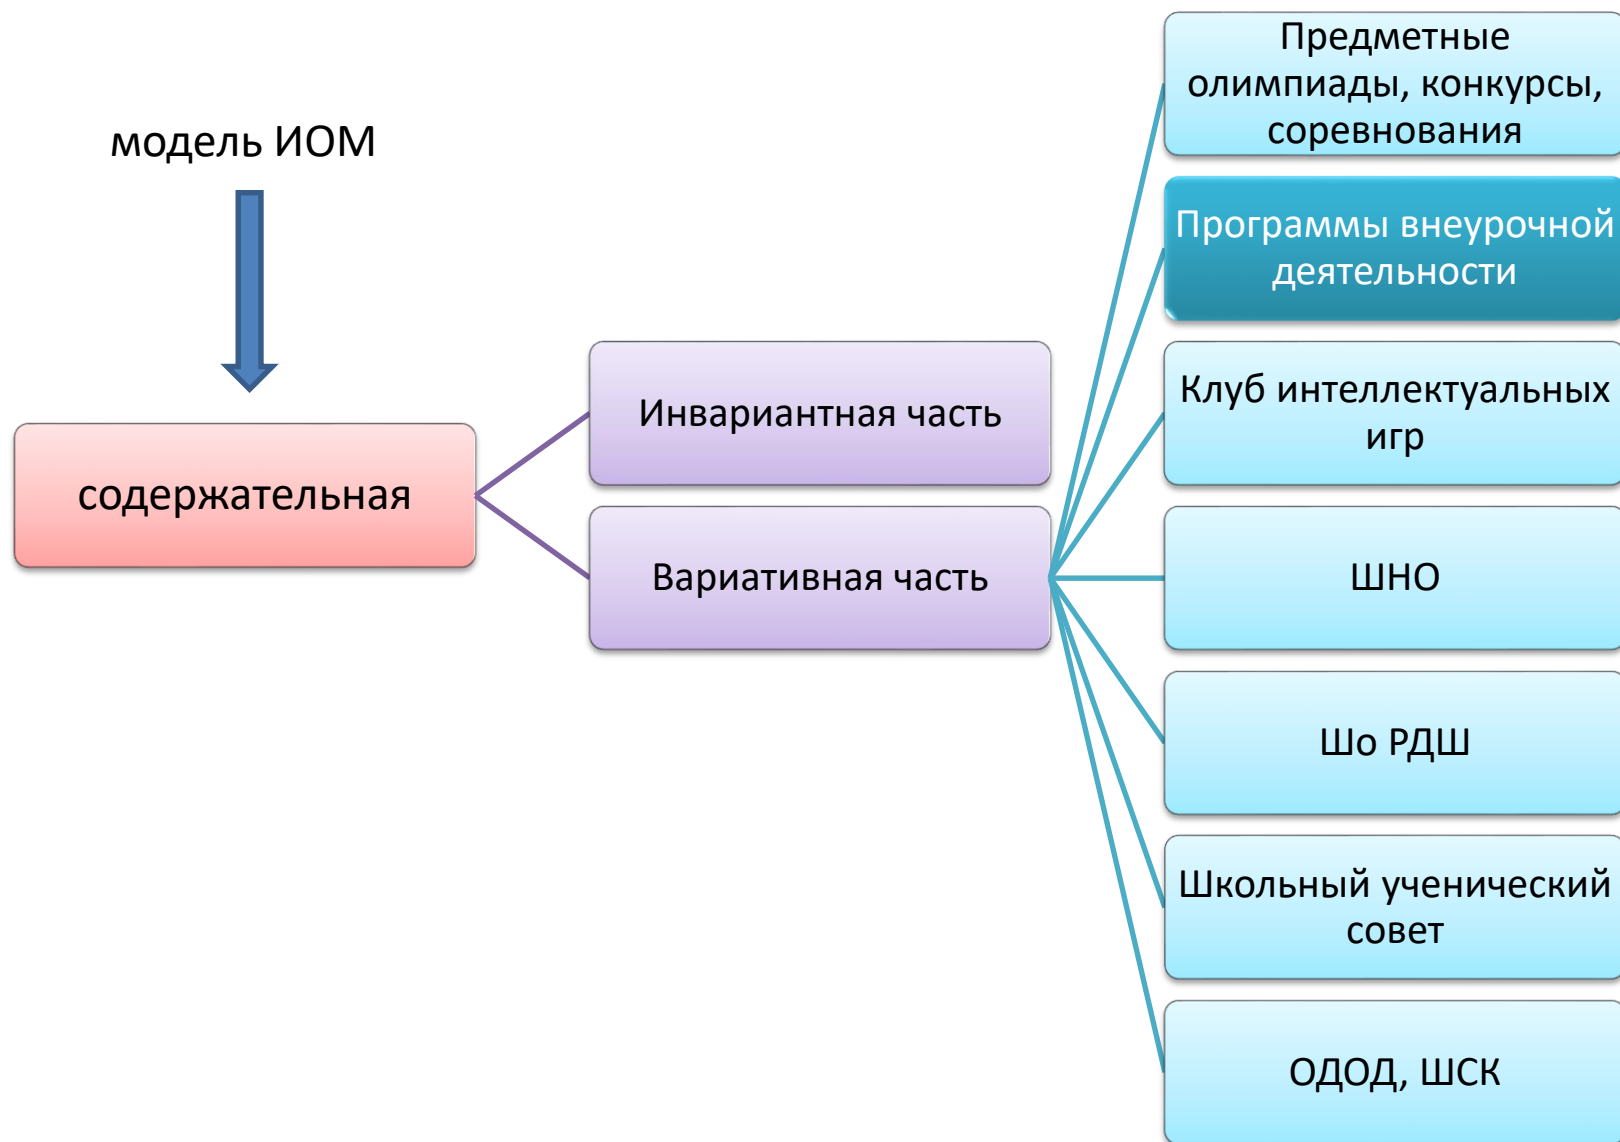 модель ИОМ
содержательная
Инвариантная часть
Вариативная часть
Предметные
олимпиады, конкурсы,
соревнования
Программы внеурочной
деятельности
Клуб интеллектуальных
игр
ШНО
Шо РДШ
Школьный ученический
совет
ОДОД, ШСК